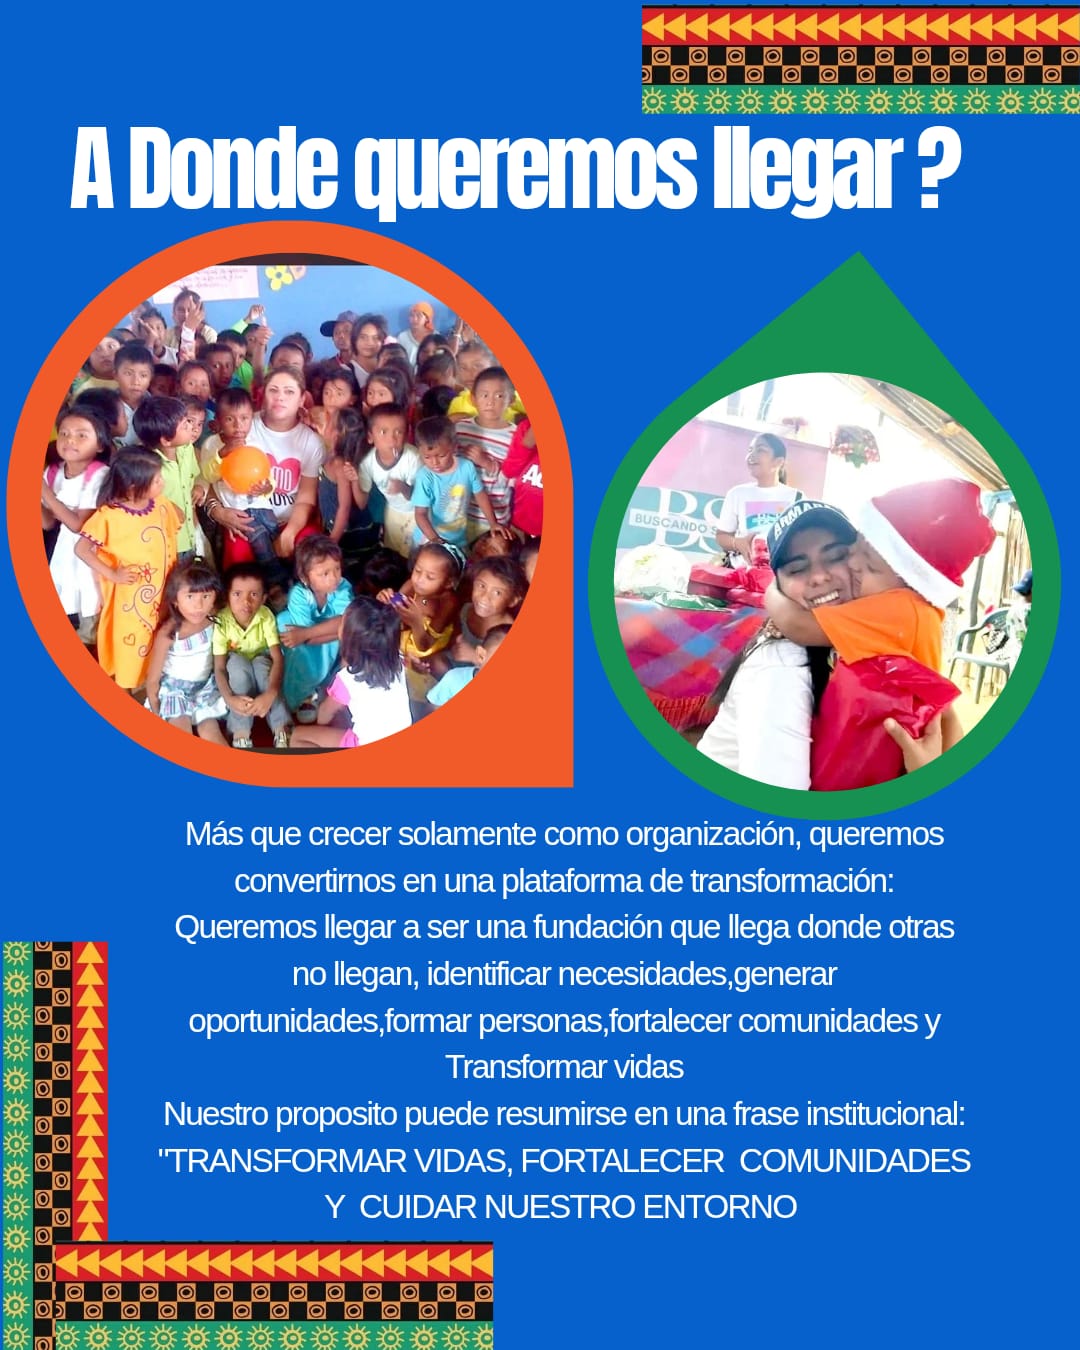 A Donde queremos llegar ?
BUSCANDO S
Más que crecer solamente como organización, queremos
convertirnos en una plataforma de transformación:
Queremos llegar a ser una fundación que llega donde otras
no llegan, identificar necesidades,generar
oportunidades,formar personas,fortalecer comunidades y
Transformar vidas
Nuestro proposito puede resumirse en una frase institucional:
"TRANSFORMAR VIDAS, FORTALECER  COMUNIDADES
Y  CUIDAR NUESTRO ENTORNO